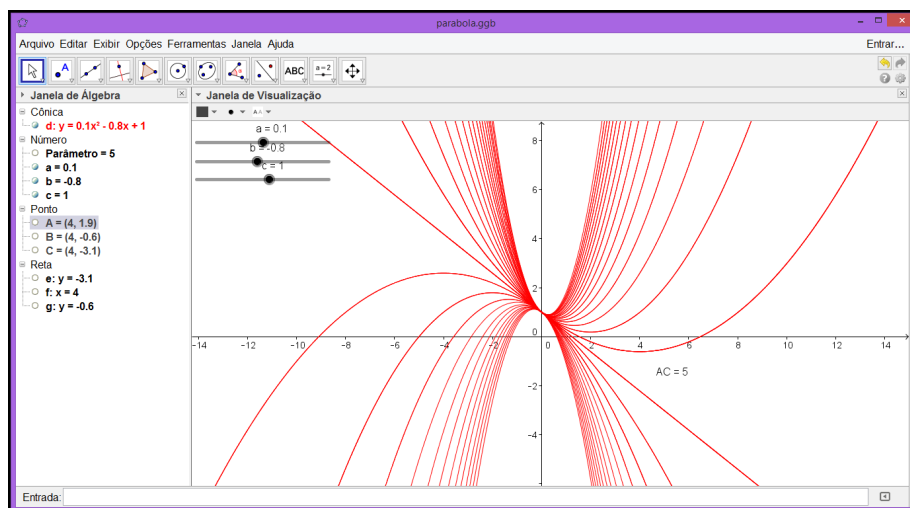 parabola.ggb
Arquivo Editar Exibir Opções Ferramentas Janela Ajuda
Entrar...
ABC
a=2
Janela de Álgebra
Janela de Visualização
Cônica
d: y = 0.1x² - 0.8x + 1
Número
Parâmetro = 5
a = 0.1
b = -0.8
c = 1
Ponto
A = (4, 1.9)
B = (4, -0.6)
C = (4, -3.1)
Reta
e: y = -3.1
f: x = 4
g: y = -0.6
AA
a = 0.1
b = -0.8
c = 1
8
6
4
2
0
-2
-4
-14 -12 -10 -8 -6 -4 -2 0 2 4 6 8 10 12 14
AC = 5
Entrada: